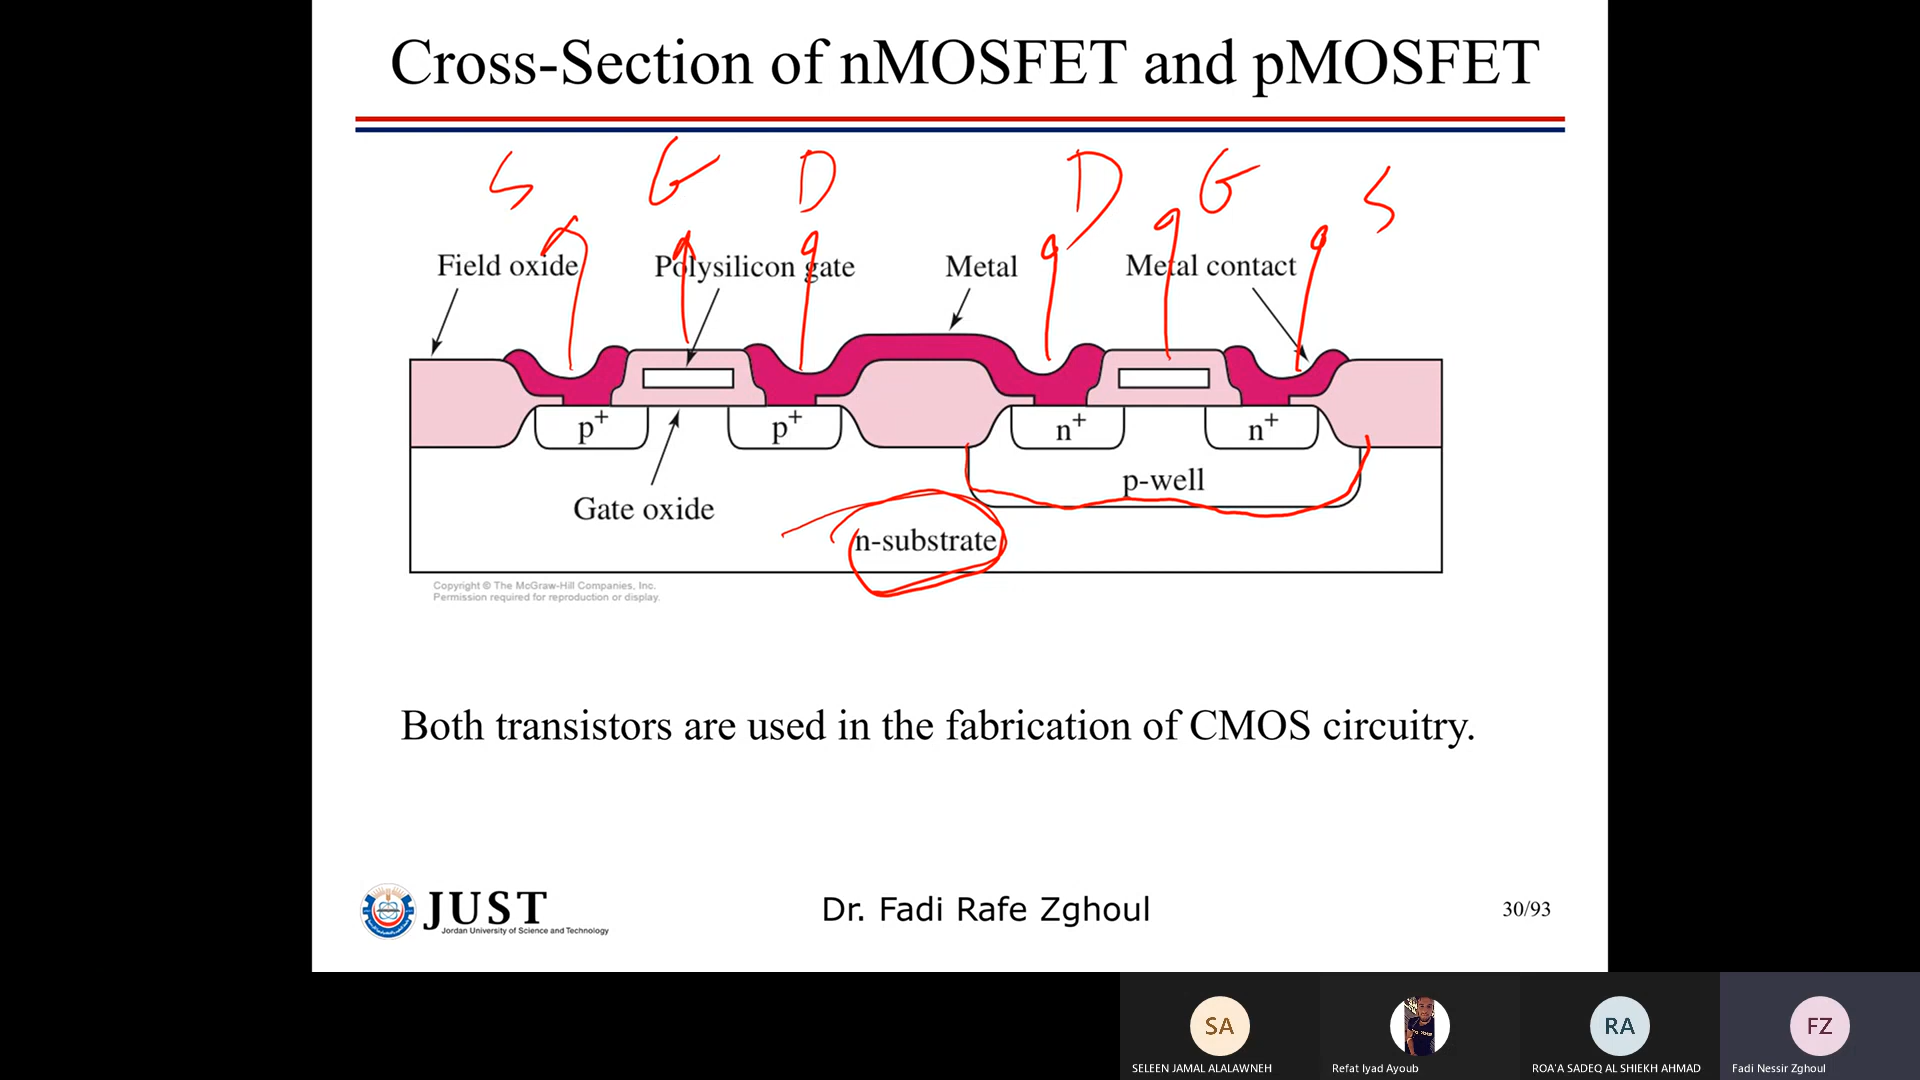 Cross-Section of nMOSFET and pMOSFET
S G D D G S
Field oxide Polysilicon gate Metal Metal contact
p+ p+ n+ n+
p-well
Gate oxide
n-substrate
Copyright © The McGraw-Hill Companies, Inc.
Permission required for reproduction or display.
Both transistors are used in the fabrication of CMOS circuitry.
JUST
Jordan University of Science and Technology
Dr. Fadi Rafe Zghoul
30/93
SA RA FZ
SELEEN JAMAL ALALAWNEH Refat Iyad Ayoub ROA'A SADEQ AL SHIEKH AHMAD Fadi Nessir Zghoul